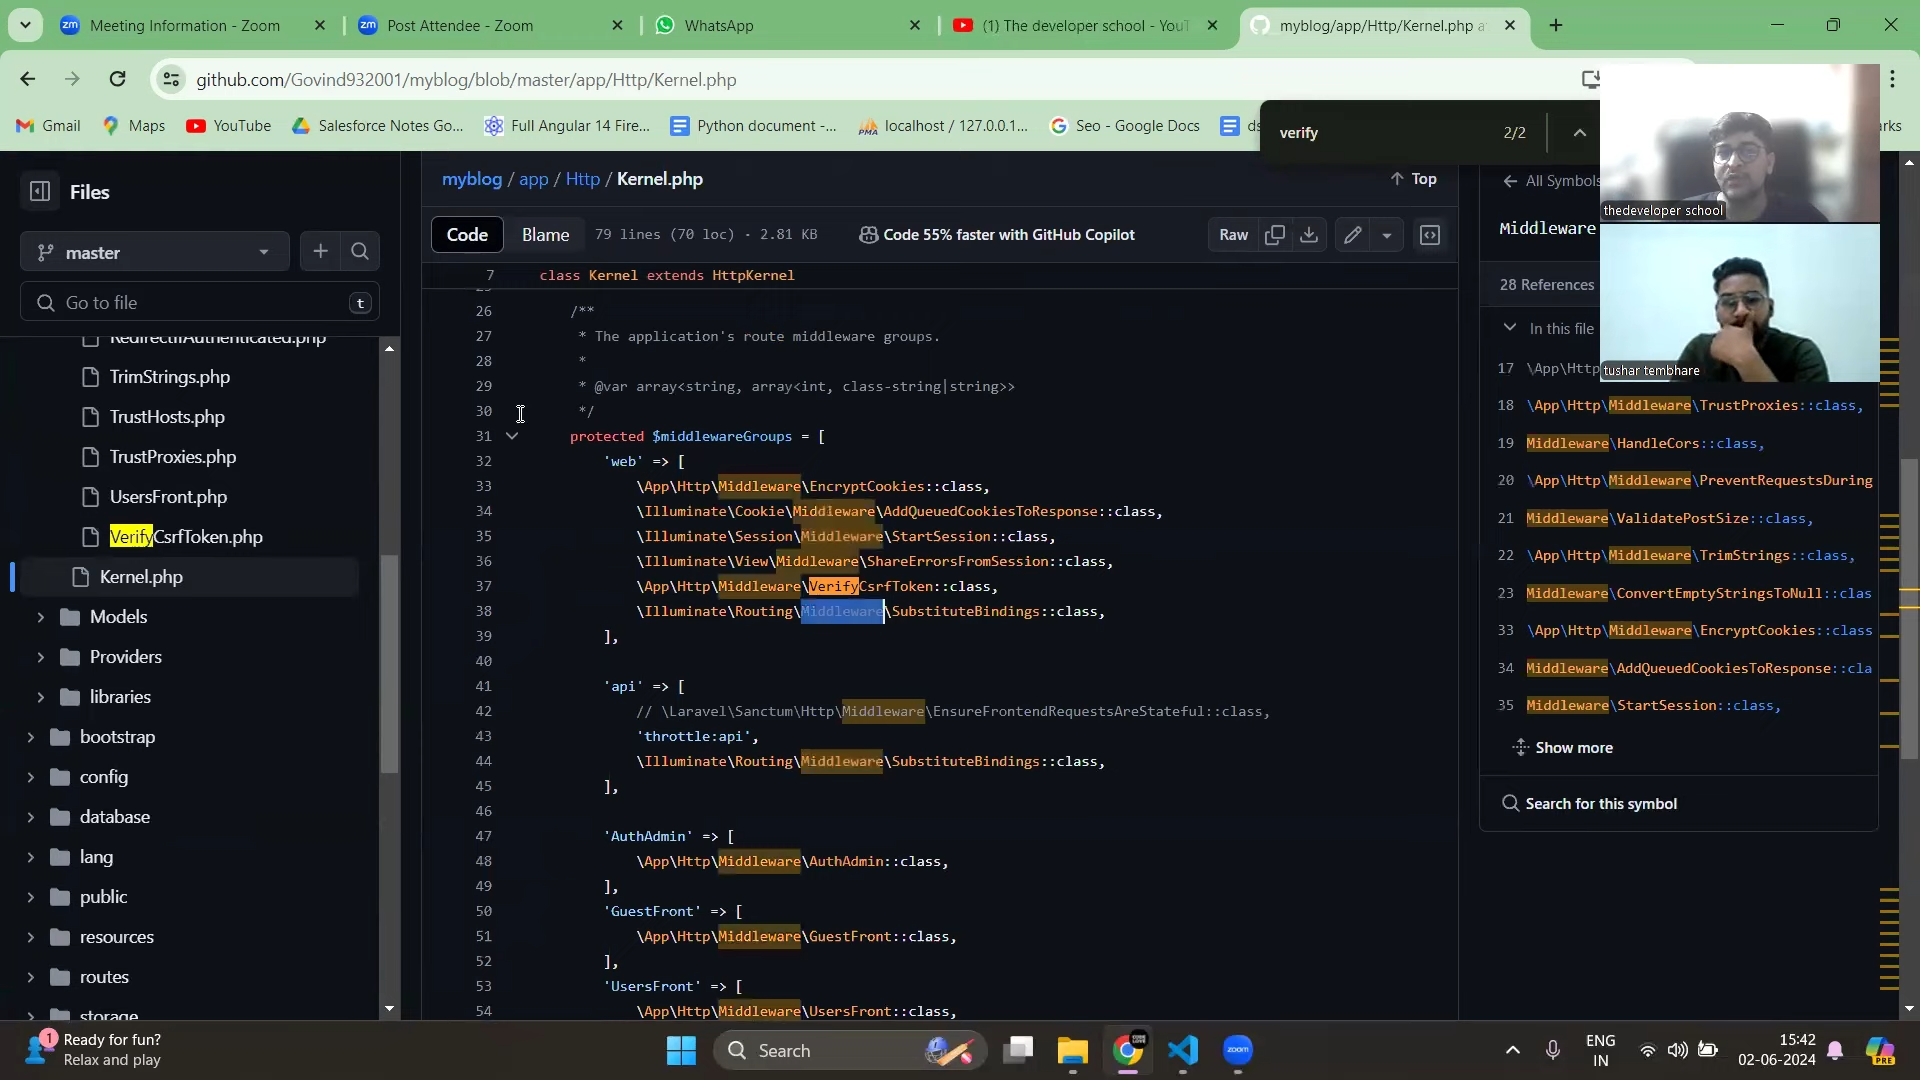 Meeting Information - Zoom
Post Attendee - Zoom
WhatsApp
(1) The developer school - YouT
myblog/app/Http/Kernel.php a
github.com/Govind932001/myblog/blob/master/app/Http/Kernel.php
Gmail
Maps
YouTube
Salesforce Notes Go...
Full Angular 14 Fire...
Python document -...
localhost / 127.0.0.1...
Seo - Google Docs
verify
2/2
thedeveloper school
tushar tembhare
Files
master
Go to file
t
RedirectIfAuthenticated.php
TrimStrings.php
TrustHosts.php
TrustProxies.php
UsersFront.php
VerifyCsrfToken.php
Kernel.php
Models
Providers
libraries
bootstrap
config
database
lang
public
resources
routes
storage
myblog / app / Http / Kernel.php
Top
Code
Blame
79 lines (70 loc) · 2.81 KB
Code 55% faster with GitHub Copilot
Raw
7 class Kernel extends HttpKernel
26 /**
27 * The application's route middleware groups.
28 *
29 * @var array<string, array<int, class-string|string>>
30 */
31 protected $middlewareGroups = [
32 'web' => [
33 \App\Http\Middleware\EncryptCookies::class,
34 \Illuminate\Cookie\Middleware\AddQueuedCookiesToResponse::class,
35 \Illuminate\Session\Middleware\StartSession::class,
36 \Illuminate\View\Middleware\ShareErrorsFromSession::class,
37 \App\Http\Middleware\VerifyCsrfToken::class,
38 \Illuminate\Routing\Middleware\SubstituteBindings::class,
39 ],
40
41 'api' => [
42 // \Laravel\Sanctum\Http\Middleware\EnsureFrontendRequestsAreStateful::class,
43 'throttle:api',
44 \Illuminate\Routing\Middleware\SubstituteBindings::class,
45 ],
46
47 'AuthAdmin' => [
48 \App\Http\Middleware\AuthAdmin::class,
49 ],
50 'GuestFront' => [
51 \App\Http\Middleware\GuestFront::class,
52 ],
53 'UsersFront' => [
54 \App\Http\Middleware\UsersFront::class,
All Symbols
Middleware
28 References
In this file
17 \App\Http
18 \App\Http\Middleware\TrustProxies::class,
19 Middleware\HandleCors::class,
20 \App\Http\Middleware\PreventRequestsDuring
21 Middleware\ValidatePostSize::class,
22 \App\Http\Middleware\TrimStrings::class,
23 Middleware\ConvertEmptyStringsToNull::clas
33 \App\Http\Middleware\EncryptCookies::class
34 Middleware\AddQueuedCookiesToResponse::cla
35 Middleware\StartSession::class,
Show more
Search for this symbol
1
Ready for fun?
Relax and play
Search
zoom
ENG
IN
15:42
02-06-2024
PRE